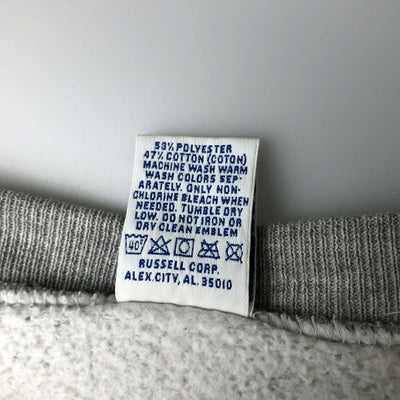 53% POLYESTER
47% COTTON (COTON)
MACHINE WASH WARM
WASH COLORS SEP-
ARATELY. ONLY NON-
CHLORINE BLEACH WHEN
NEEDED. TUMBLE DRY
LOW. DO NOT IRON OR
DRY CLEAN EMBLEM
40°
RUSSELL CORP.
ALEX.CITY, AL. 35010